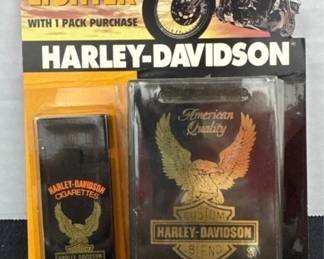 LIGHTER
WITH 1 PACK PURCHASE
HARLEY-DAVIDSON®
American
Quality
HARLEY-DAVIDSON
CIGARETTES
CUSTOM
HARLEY-DAVIDSON
BLEND